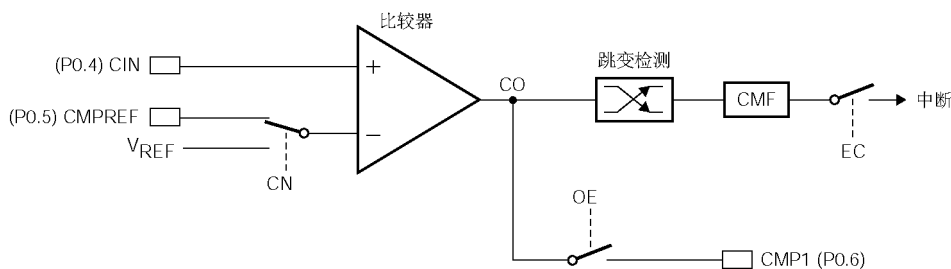 比较器
(P0.4) CIN
+
跳变检测
CO
(P0.5) CMPREF
CMF
中断
−
VREF
EC
CN
OE
CMP1 (P0.6)